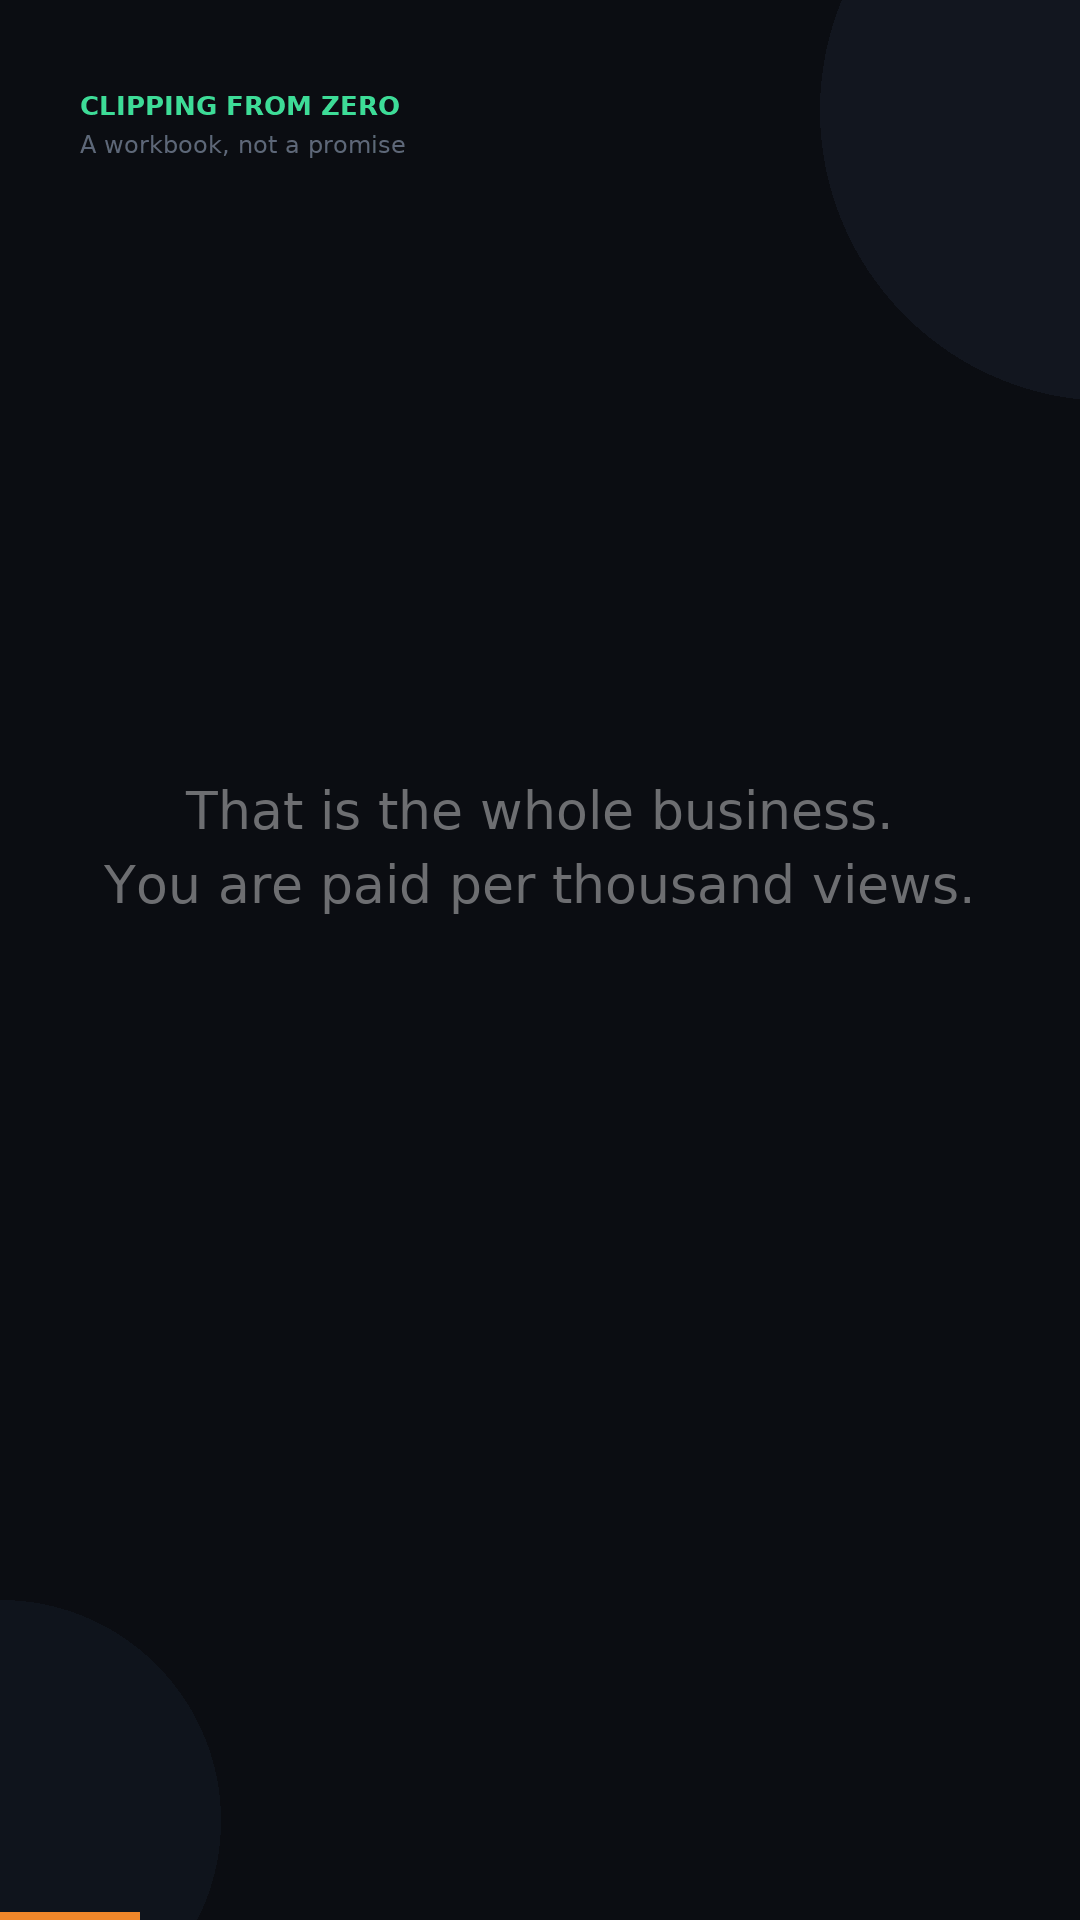 CLIPPING FROM ZERO
A workbook, not a promise
That is the whole business.
You are paid per thousand views.